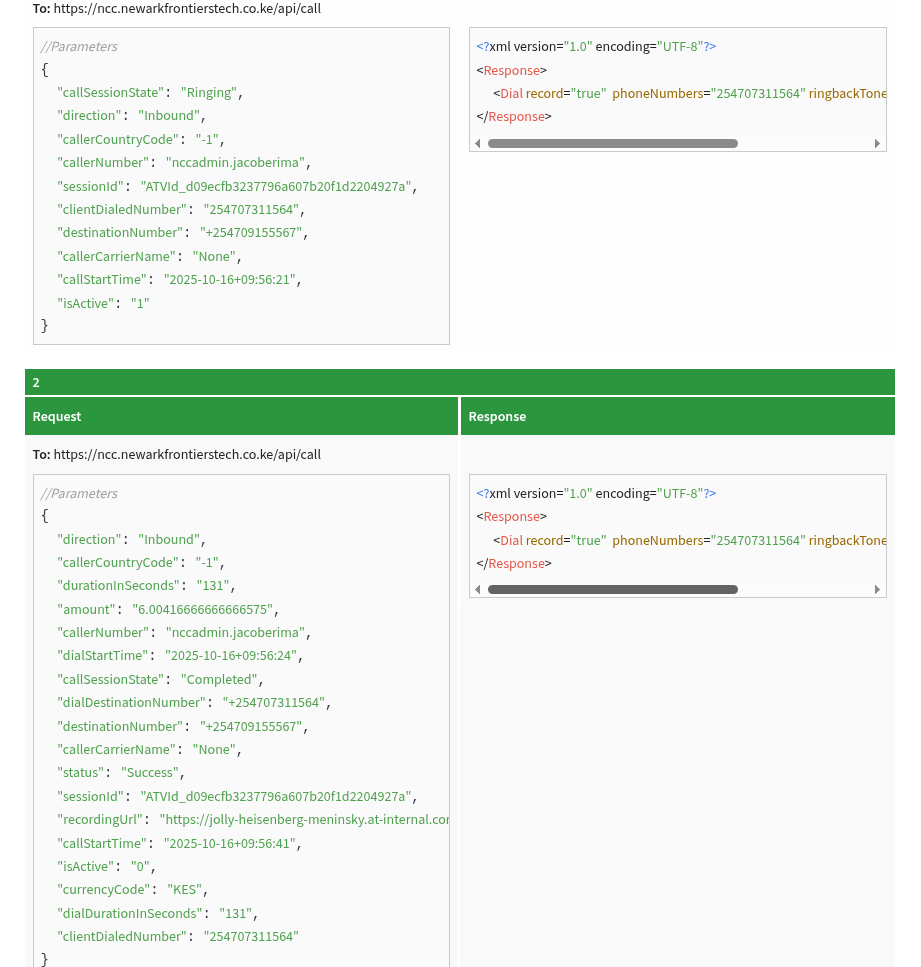 To: https://ncc.newarkfrontierstech.co.ke/api/call
//Parameters
{
"callSessionState": "Ringing",
"direction": "Inbound",
"callerCountryCode": "-1",
"callerNumber": "nccadmin.jacoberima",
"sessionId": "ATVId_d09ecfb3237796a607b20f1d2204927a",
"clientDialedNumber": "254707311564",
"destinationNumber": "+254709155567",
"callerCarrierName": "None",
"callStartTime": "2025-10-16+09:56:21",
"isActive": "1"
}
<?xml version="1.0" encoding="UTF-8"?>
<Response>
<Dial record="true" phoneNumbers="254707311564" ringbackTone
</Response>
2
Request
Response
To: https://ncc.newarkfrontierstech.co.ke/api/call
//Parameters
{
"direction": "Inbound",
"callerCountryCode": "-1",
"durationInSeconds": "131",
"amount": "6.00416666666666575",
"callerNumber": "nccadmin.jacoberima",
"dialStartTime": "2025-10-16+09:56:24",
"callSessionState": "Completed",
"dialDestinationNumber": "+254707311564",
"destinationNumber": "+254709155567",
"callerCarrierName": "None",
"status": "Success",
"sessionId": "ATVId_d09ecfb3237796a607b20f1d2204927a",
"recordingUrl": "https://jolly-heisenberg-meninsky.at-internal.com
"callStartTime": "2025-10-16+09:56:41",
"isActive": "0",
"currencyCode": "KES",
"dialDurationInSeconds": "131",
"clientDialedNumber": "254707311564"
}
<?xml version="1.0" encoding="UTF-8"?>
<Response>
<Dial record="true" phoneNumbers="254707311564" ringbackTone
</Response>